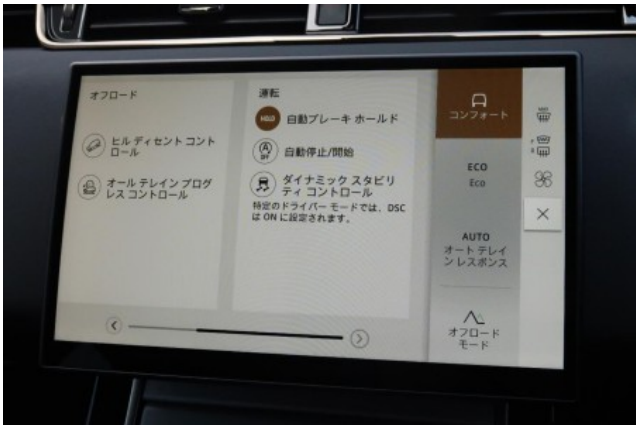 オフロード
ヒル ディセント コント
ロール
オール テレイン プログ
レス コントロール
運転
HOLD
自動ブレーキ ホールド
自動停止/開始
ダイナミック スタビリ
ティ コントロール
特定のドライバー モードでは、DSC
は ON に設定されます。
コンフォート
ECO
Eco
AUTO
オート テレイ
ン レスポンス
オフロード
モード